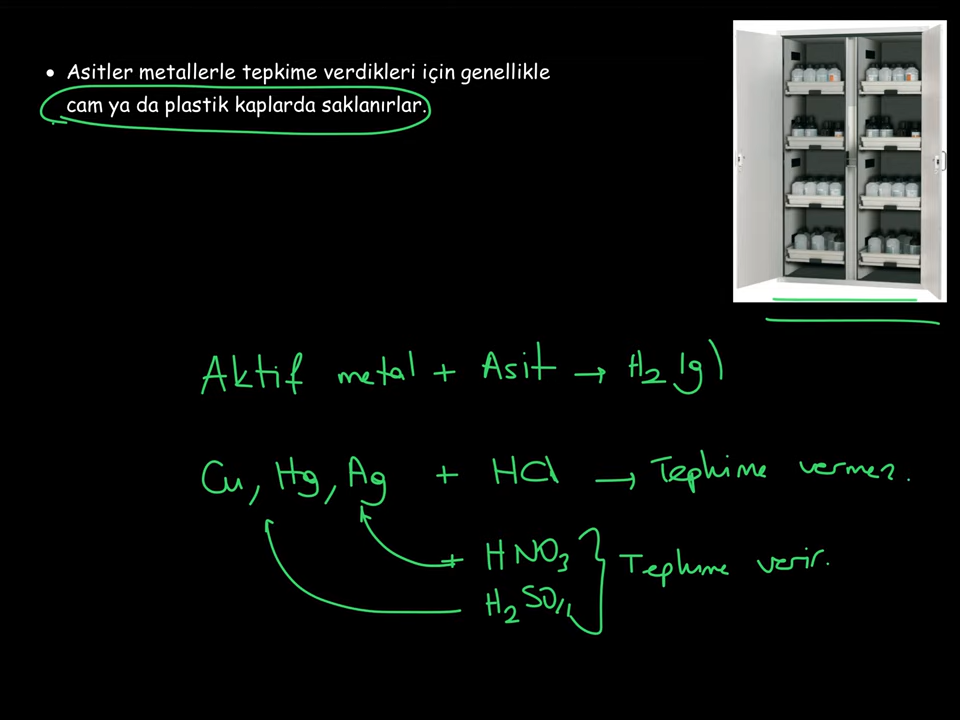 • Asitler metallerle tepkime verdikleri için genellikle
cam ya da plastik kaplarda saklanırlar.
Aktif metal + Asit → H₂ (g)
Cu, Hg, Ag + HCl → Tepkime vermez.
+ HNO₃
H₂SO₄
} Tepkime verir.